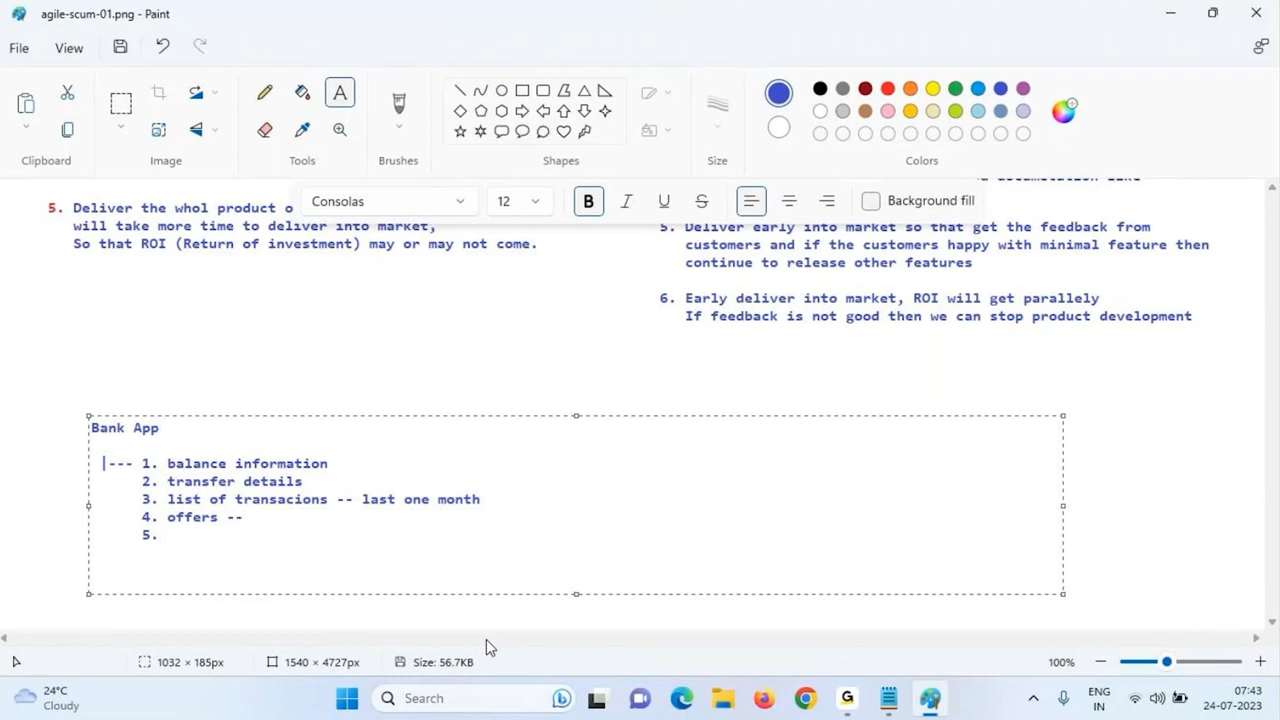 agile-scum-01.png - Paint
File View
Clipboard Image Tools Brushes Shapes Size Colors
Consolas 12 B I U S Background fill
5. Deliver the whol product o
will take more time to deliver into market,
So that ROI (Return of investment) may or may not come.
5. Deliver early into market so that get the feedback from
customers and if the customers happy with minimal feature then
continue to release other features
6. Early deliver into market, ROI will get parallely
If feedback is not good then we can stop product development
Bank App
|--- 1. balance information
2. transfer details
3. list of transacions -- last one month
4. offers --
5.
1032 × 185px 1540 × 4727px Size: 56.7KB 100%
24°C
Cloudy
Search
ENG
IN
07:43
24-07-2023